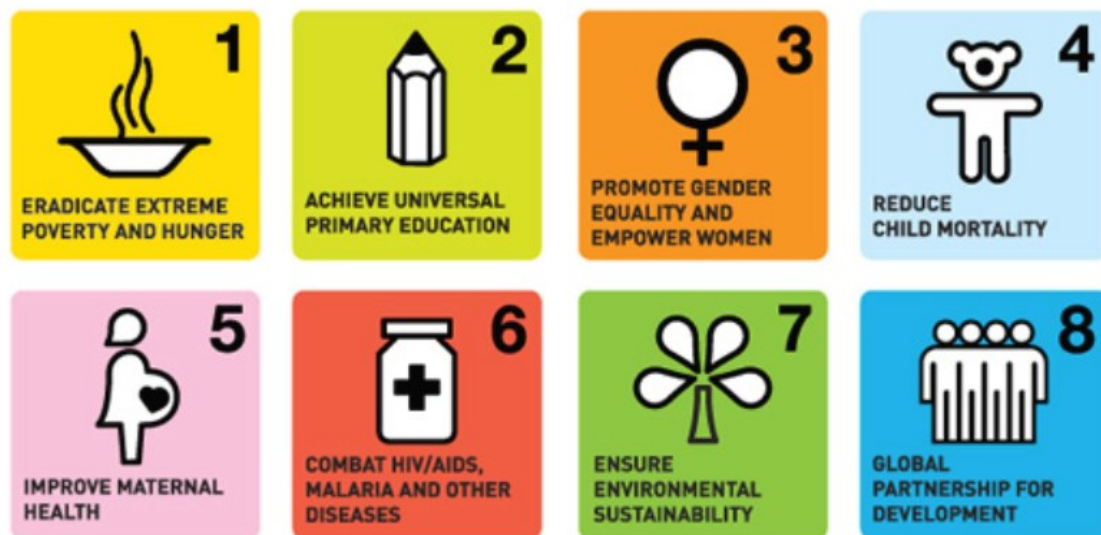 1
ERADICATE EXTREME
POVERTY AND HUNGER
2
ACHIEVE UNIVERSAL
PRIMARY EDUCATION
3
PROMOTE GENDER
EQUALITY AND
EMPOWER WOMEN
4
REDUCE
CHILD MORTALITY
5
IMPROVE MATERNAL
HEALTH
6
COMBAT HIV/AIDS,
MALARIA AND OTHER
DISEASES
7
ENSURE
ENVIRONMENTAL
SUSTAINABILITY
8
GLOBAL
PARTNERSHIP FOR
DEVELOPMENT